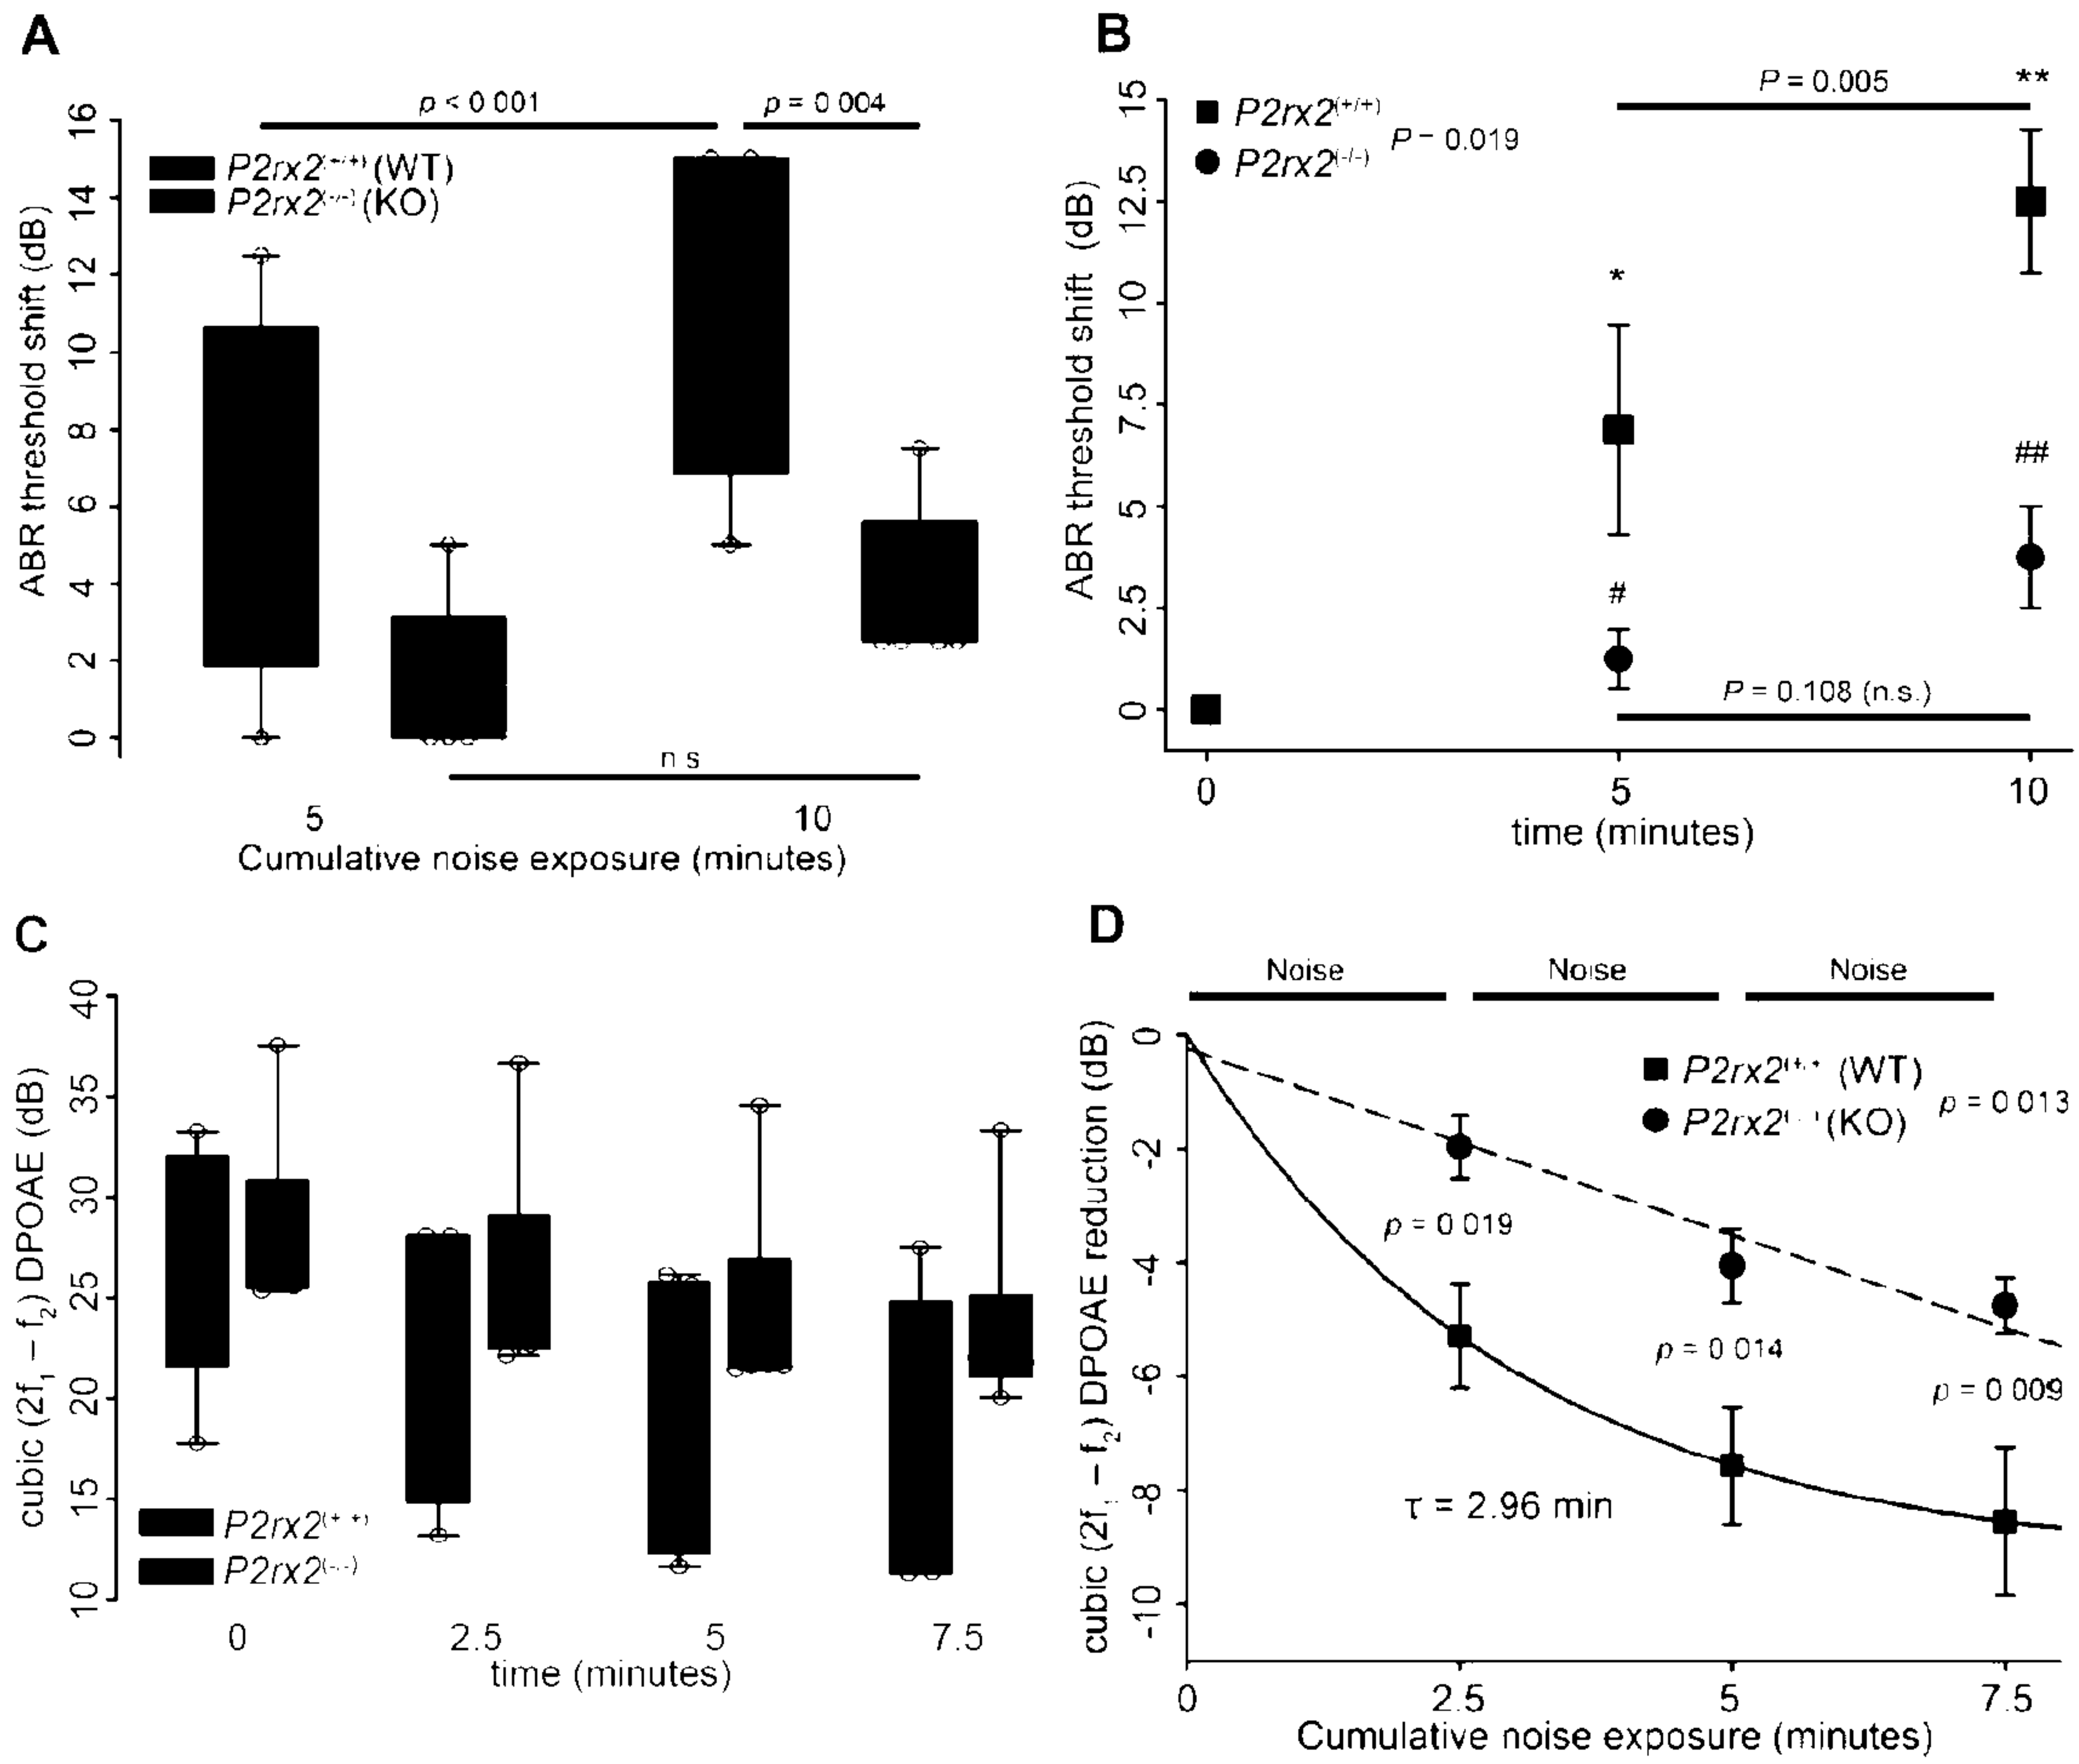 A
p < 0 001
p = 0 004
P2rx2(+/+) (WT)
P2rx2(-/-) (KO)
16
14
12
10
8
6
4
2
0
ABR threshold shift (dB)
n s
5
10
Cumulative noise exposure (minutes)
B
P = 0.005
**
P2rx2(+/+)
P2rx2(-/-)
P = 0.019
15
12.5
10
7.5
5
2.5
0
ABR threshold shift (dB)
*
#
##
P = 0.108 (n.s.)
0
5
10
time (minutes)
C
40
35
30
25
20
15
10
cubic (2f1 – f2) DPOAE (dB)
P2rx2(+ +)
P2rx2(- -)
0
2.5
5
7.5
time (minutes)
D
Noise
Noise
Noise
P2rx2 (WT)
P2rx2 (KO)
p = 0 013
0
-2
-4
-6
-8
-10
cubic (2f1 – f2) DPOAE reduction (dB)
p = 0 019
p = 0 014
p = 0 009
τ = 2.96 min
0
2.5
5
7.5
Cumulative noise exposure (minutes)